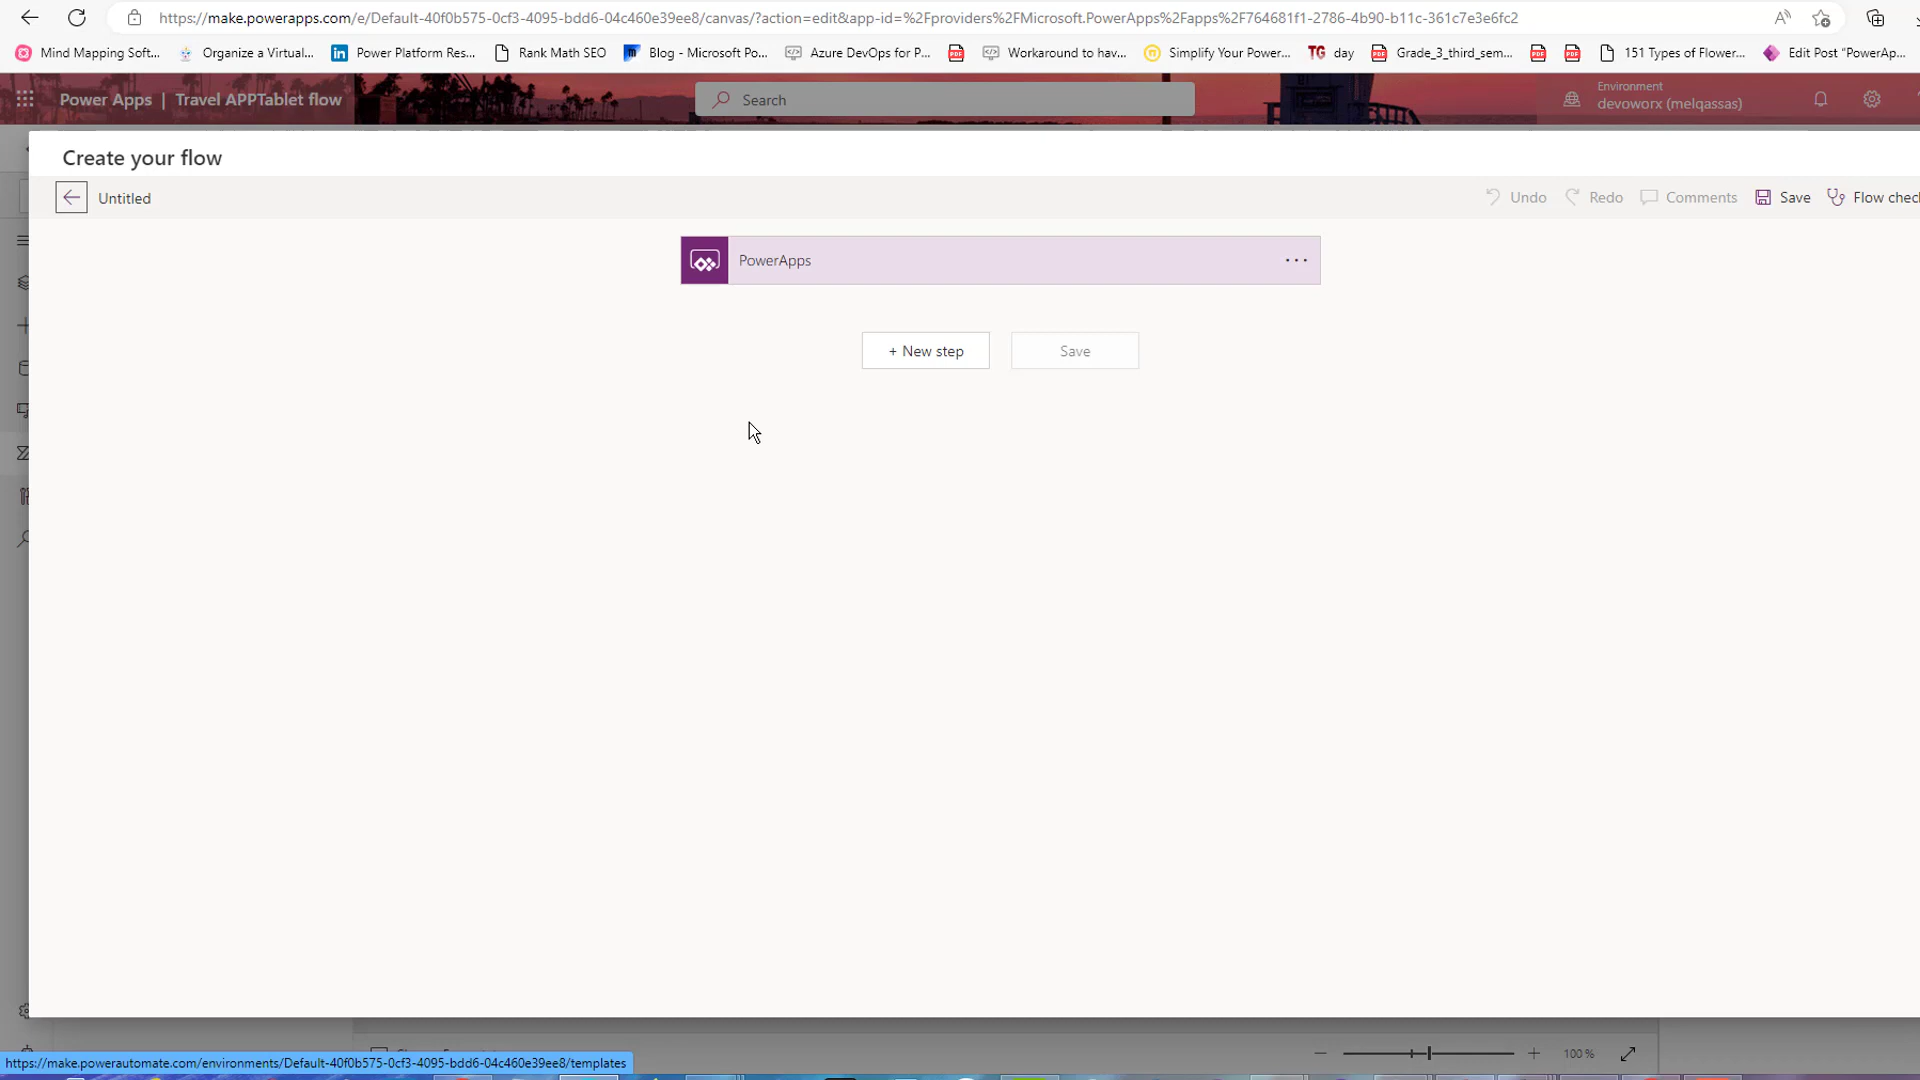 https://make.powerapps.com/e/Default-40f0b575-0cf3-4095-bdd6-04c460e39ee8/canvas/?action=edit&app-id=%2Fproviders%2FMicrosoft.PowerApps%2Fapps%2F764681f1-2786-4b90-b11c-361c7e3e6fc2
Mind Mapping Soft... Organize a Virtual... Power Platform Res... Rank Math SEO Blog - Microsoft Po... Azure DevOps for P... PDF Workaround to hav... Simplify Your Power... TG day Grade_3_third_sem... PDF PDF 151 Types of Flower... Edit Post "PowerAp...
Power Apps | Travel APPTablet flow
Search
Environment
devoworx (melqassas)
Create your flow
Untitled
Undo Redo Comments Save Flow chec
PowerApps
+ New step Save
100 %
https://make.powerautomate.com/environments/Default-40f0b575-0cf3-4095-bdd6-04c460e39ee8/templates